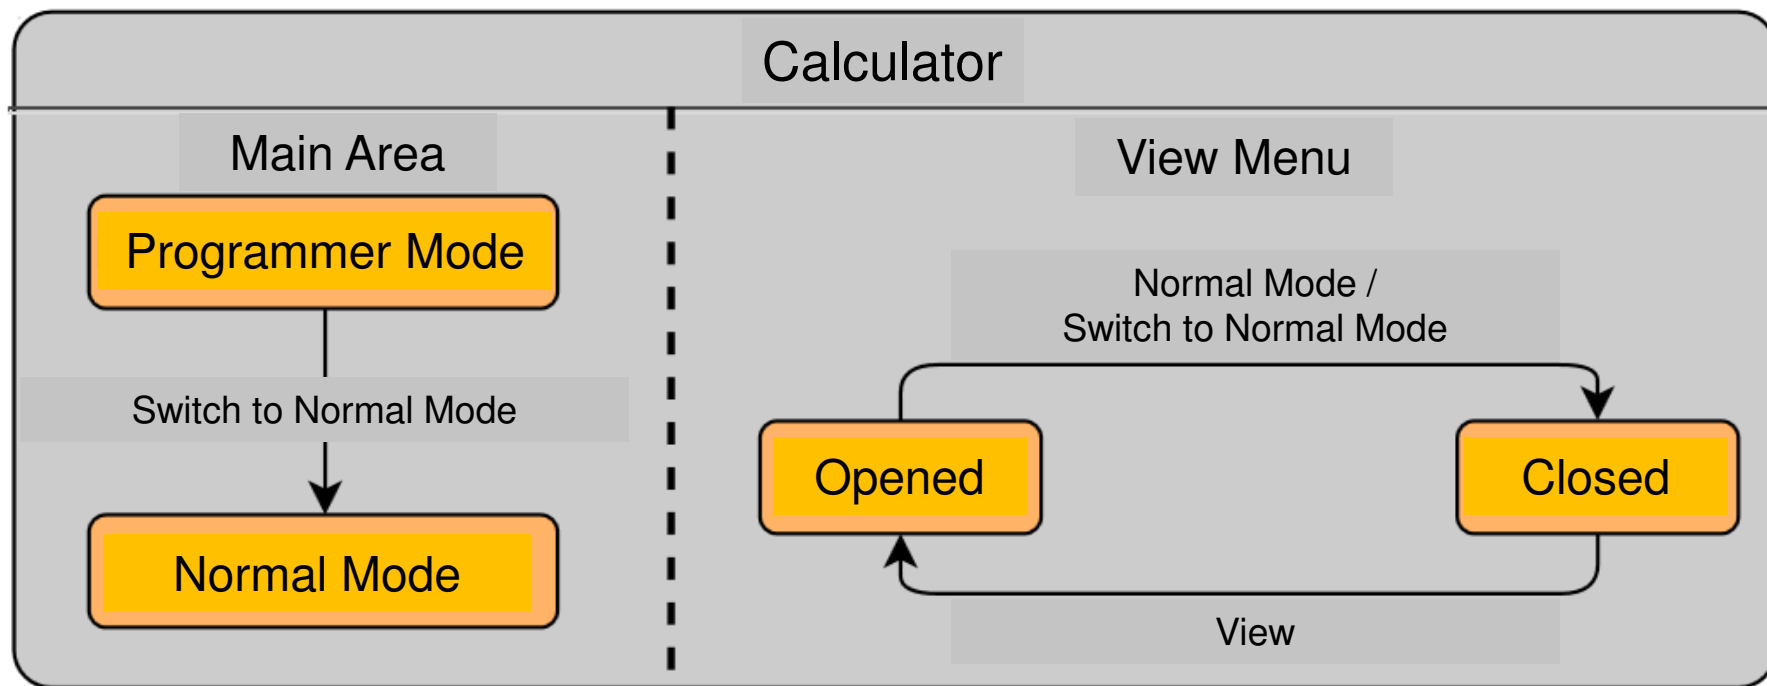 Calculator
Main Area
Programmer Mode
Switch to Normal Mode
Normal Mode
View Menu
Normal Mode /
Switch to Normal Mode
Opened
Closed
View